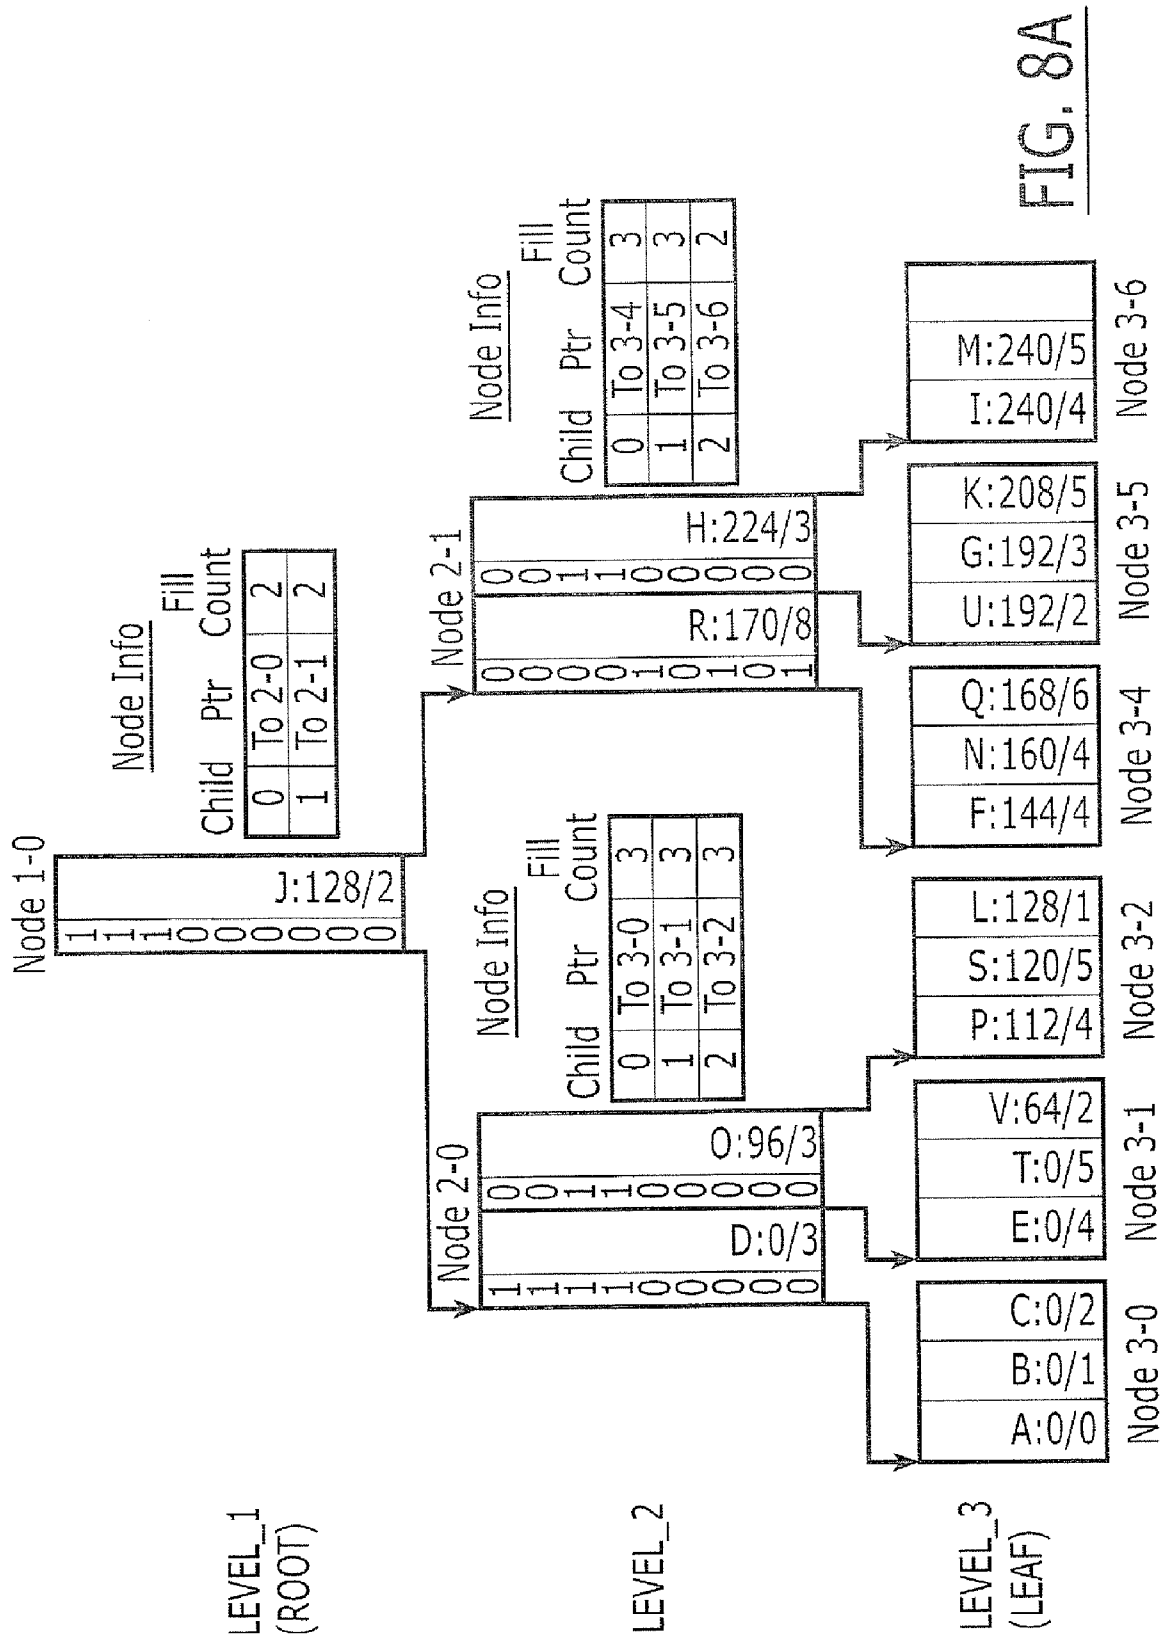 Node 1-0
111000000
J:128/2
Node Info
Child Ptr Fill Count
0 To 2-0 2
1 To 2-1 2
LEVEL_1
(ROOT)
Node 2-0
111100000
D:0/3
001100000
O:96/3
Node Info
Child Ptr Fill Count
0 To 3-0 3
1 To 3-1 3
2 To 3-2 3
Node 2-1
000010101
R:170/8
001100000
H:224/3
Node Info
Child Ptr Fill Count
0 To 3-4 3
1 To 3-5 3
2 To 3-6 2
LEVEL_2
LEVEL_3
(LEAF)
A:0/0 B:0/1 C:0/2
Node 3-0
E:0/4 T:0/5 V:64/2
Node 3-1
P:112/4 S:120/5 L:128/1
Node 3-2
F:144/4 N:160/4 Q:168/6
Node 3-4
U:192/2 G:192/3 K:208/5
Node 3-5
I:240/4 M:240/5
Node 3-6
FIG. 8A